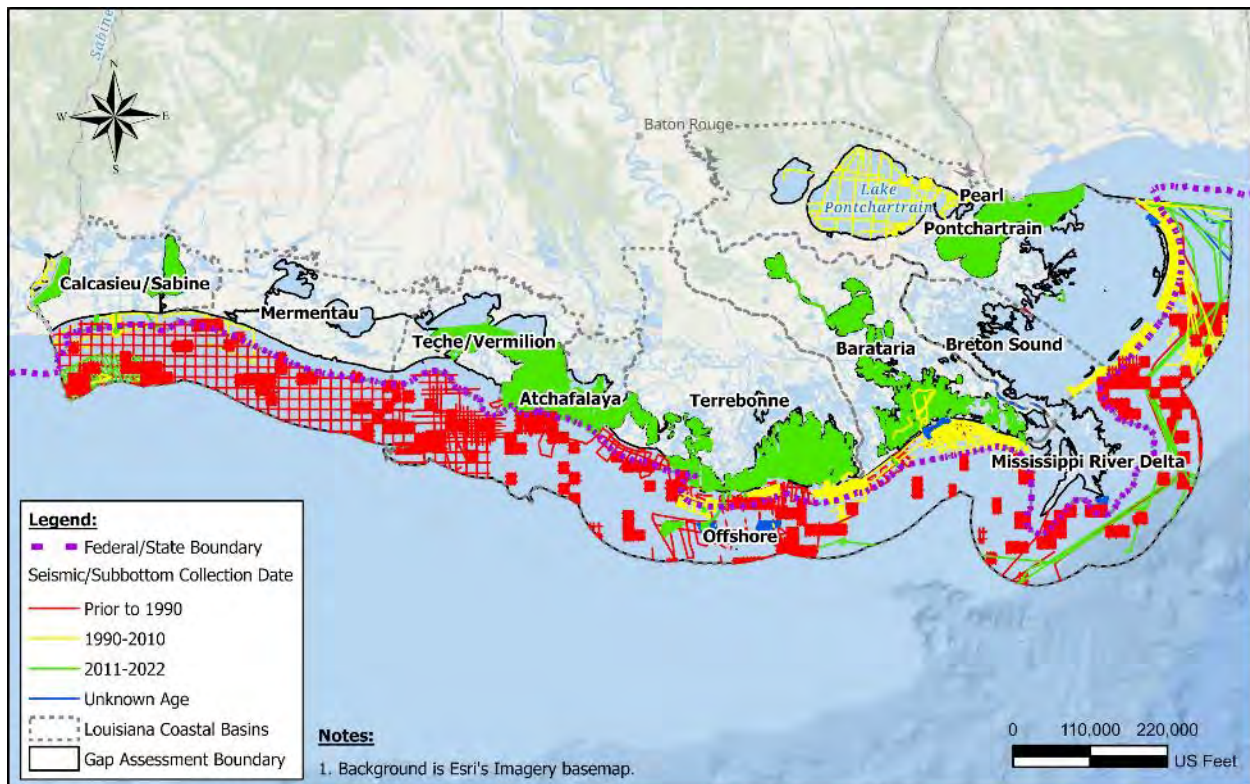 Sabine
N
W
E
S
Baton Rouge
Lake
Pontchartrain
Pearl
Pontchartrain
Calcasieu/Sabine
Mermentau
Teche/Vermilion
Barataria
Breton Sound
Atchafalaya
Terrebonne
Mississippi River Delta
Offshore
Legend:
Federal/State Boundary
Seismic/Subbottom Collection Date
Prior to 1990
1990-2010
2011-2022
Unknown Age
Louisiana Coastal Basins
Gap Assessment Boundary
Notes:
1. Background is Esri's Imagery basemap.
0 110,000 220,000
US Feet